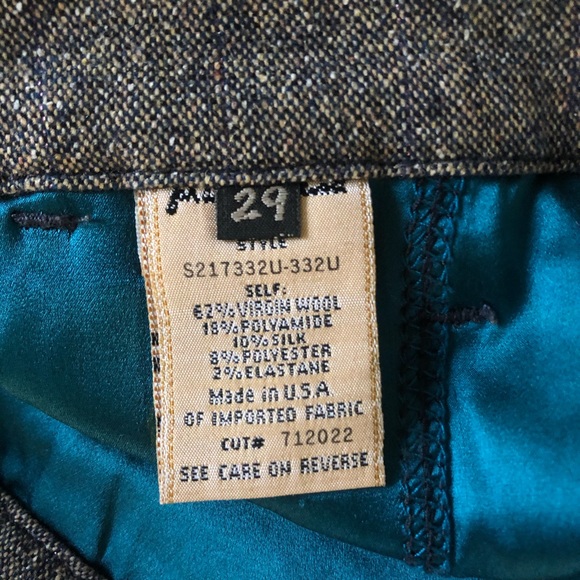 29
STYLE
S217332U-332U
SELF:
62% VIRGIN WOOL
18% POLYAMIDE
10% SILK
8% POLYESTER
2% ELASTANE
Made in U.S.A
OF IMPORTED FABRIC
CUT# 712022
SEE CARE ON REVERSE